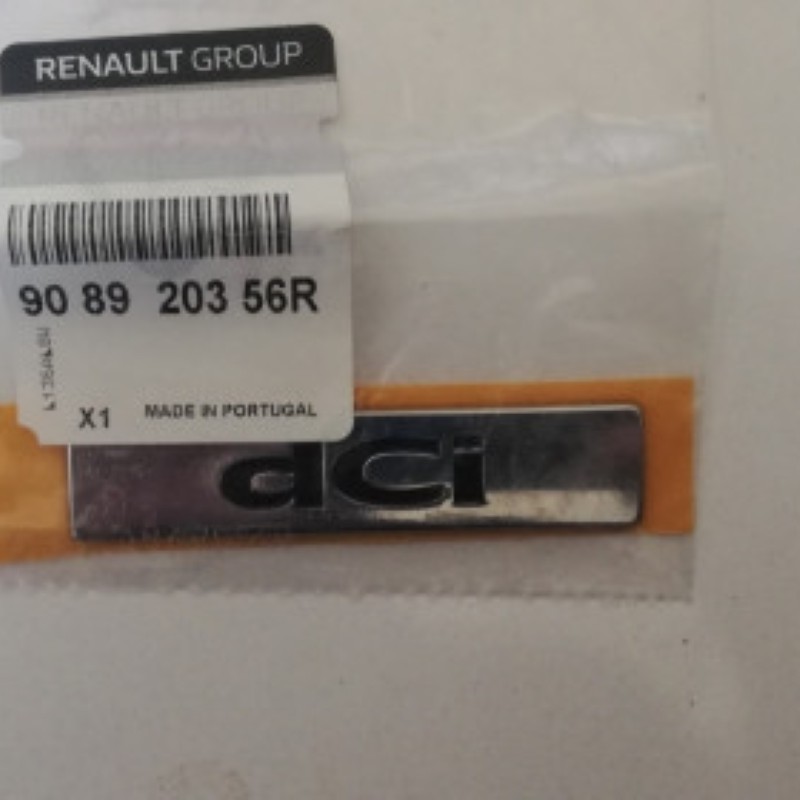 RENAULT GROUP
90 89 203 56R
X1 MADE IN PORTUGAL
dCi